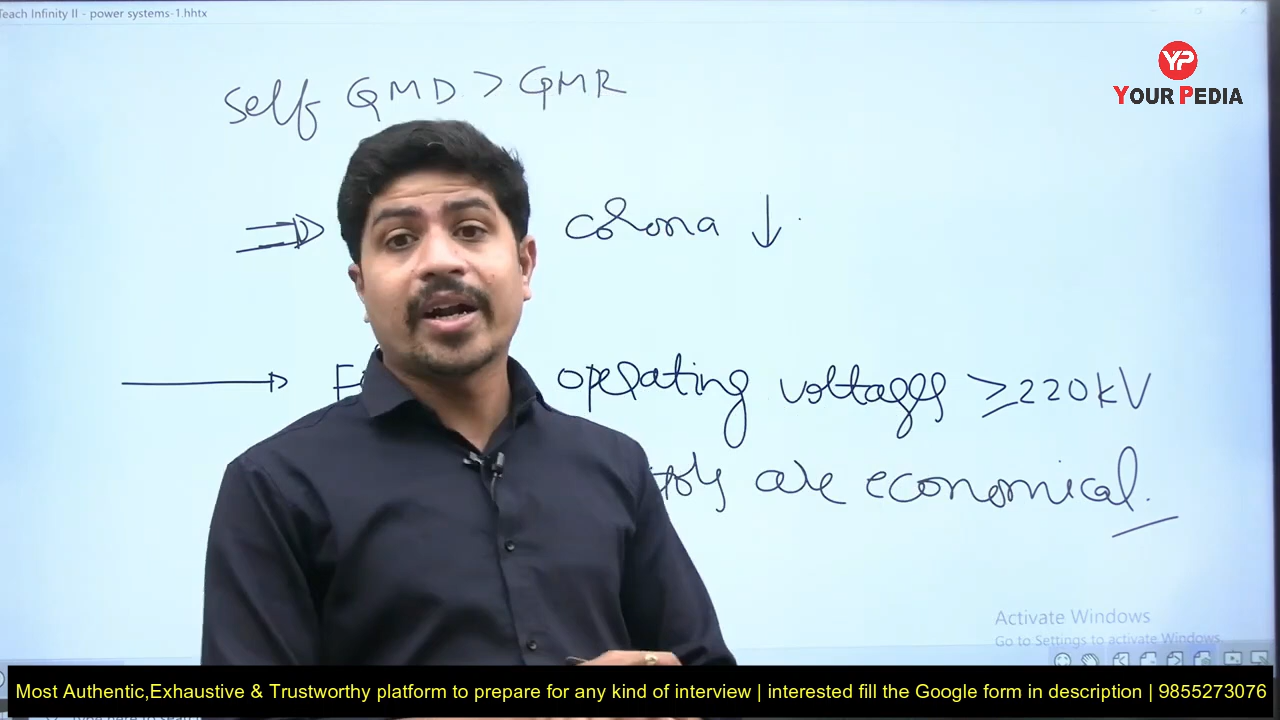 Teach Infinity II - power systems-1.hhtx
YP
YOUR PEDIA
Self GMD > GMR
corona ↓
operating voltages ≥ 220kV
are economical.
Activate Windows
Go to Settings to activate Windows.
Most Authentic,Exhaustive & Trustworthy platform to prepare for any kind of interview | interested fill the Google form in description | 9855273076